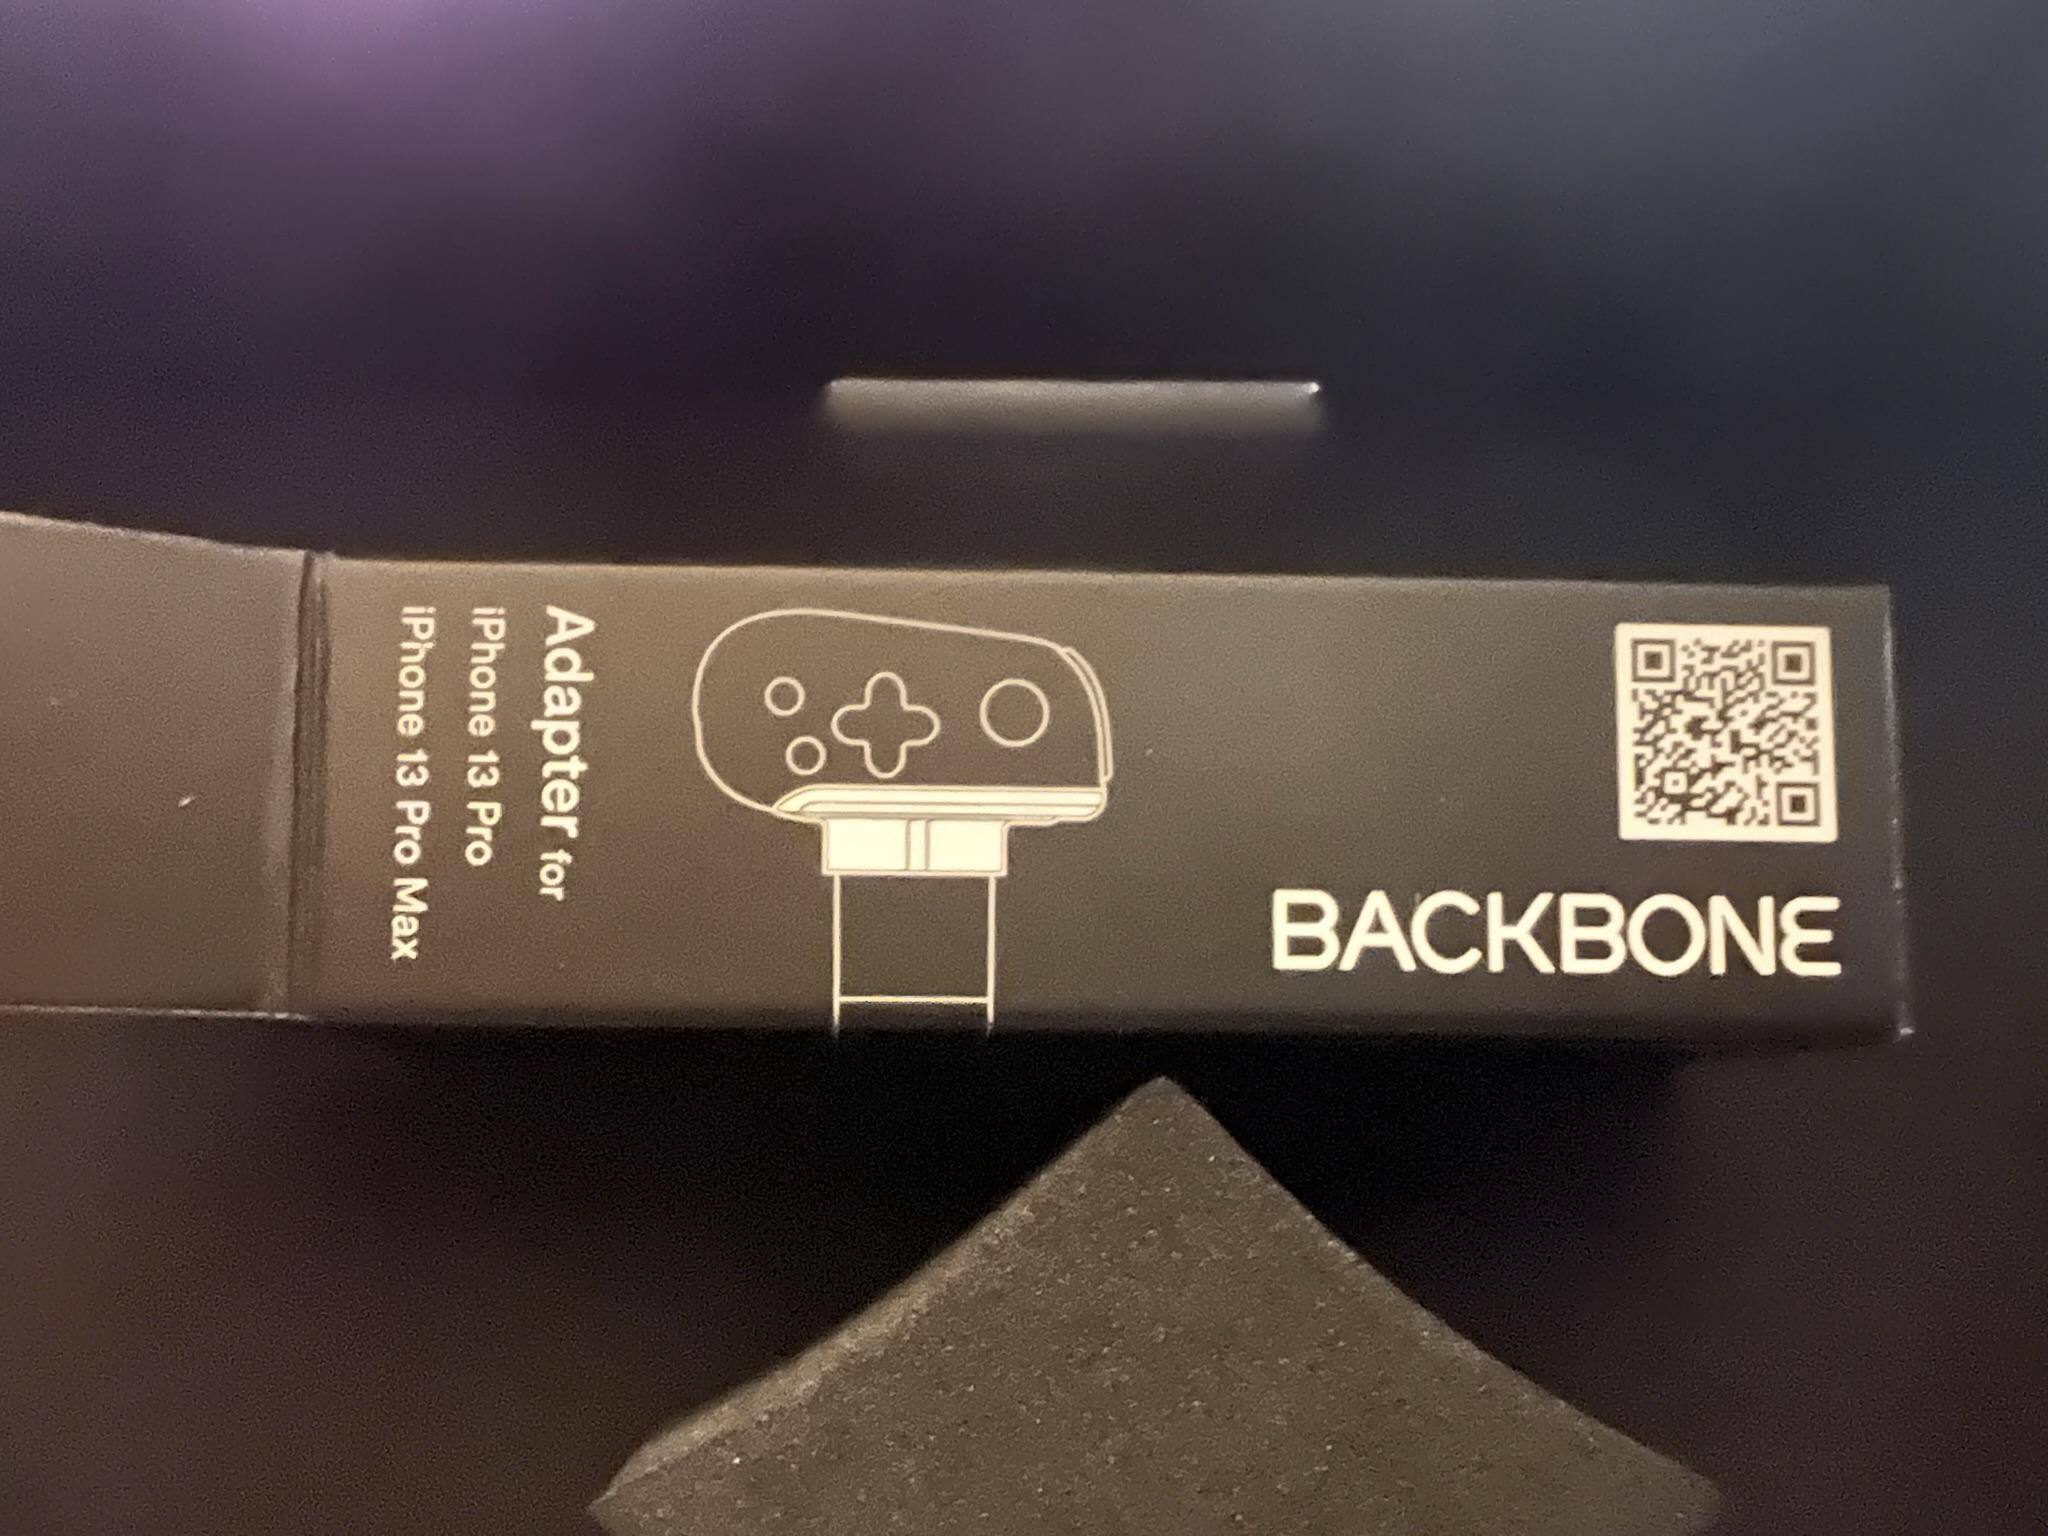 BACKBONE
Adapter for
iPhone 13 Pro
iPhone 13 Pro Max